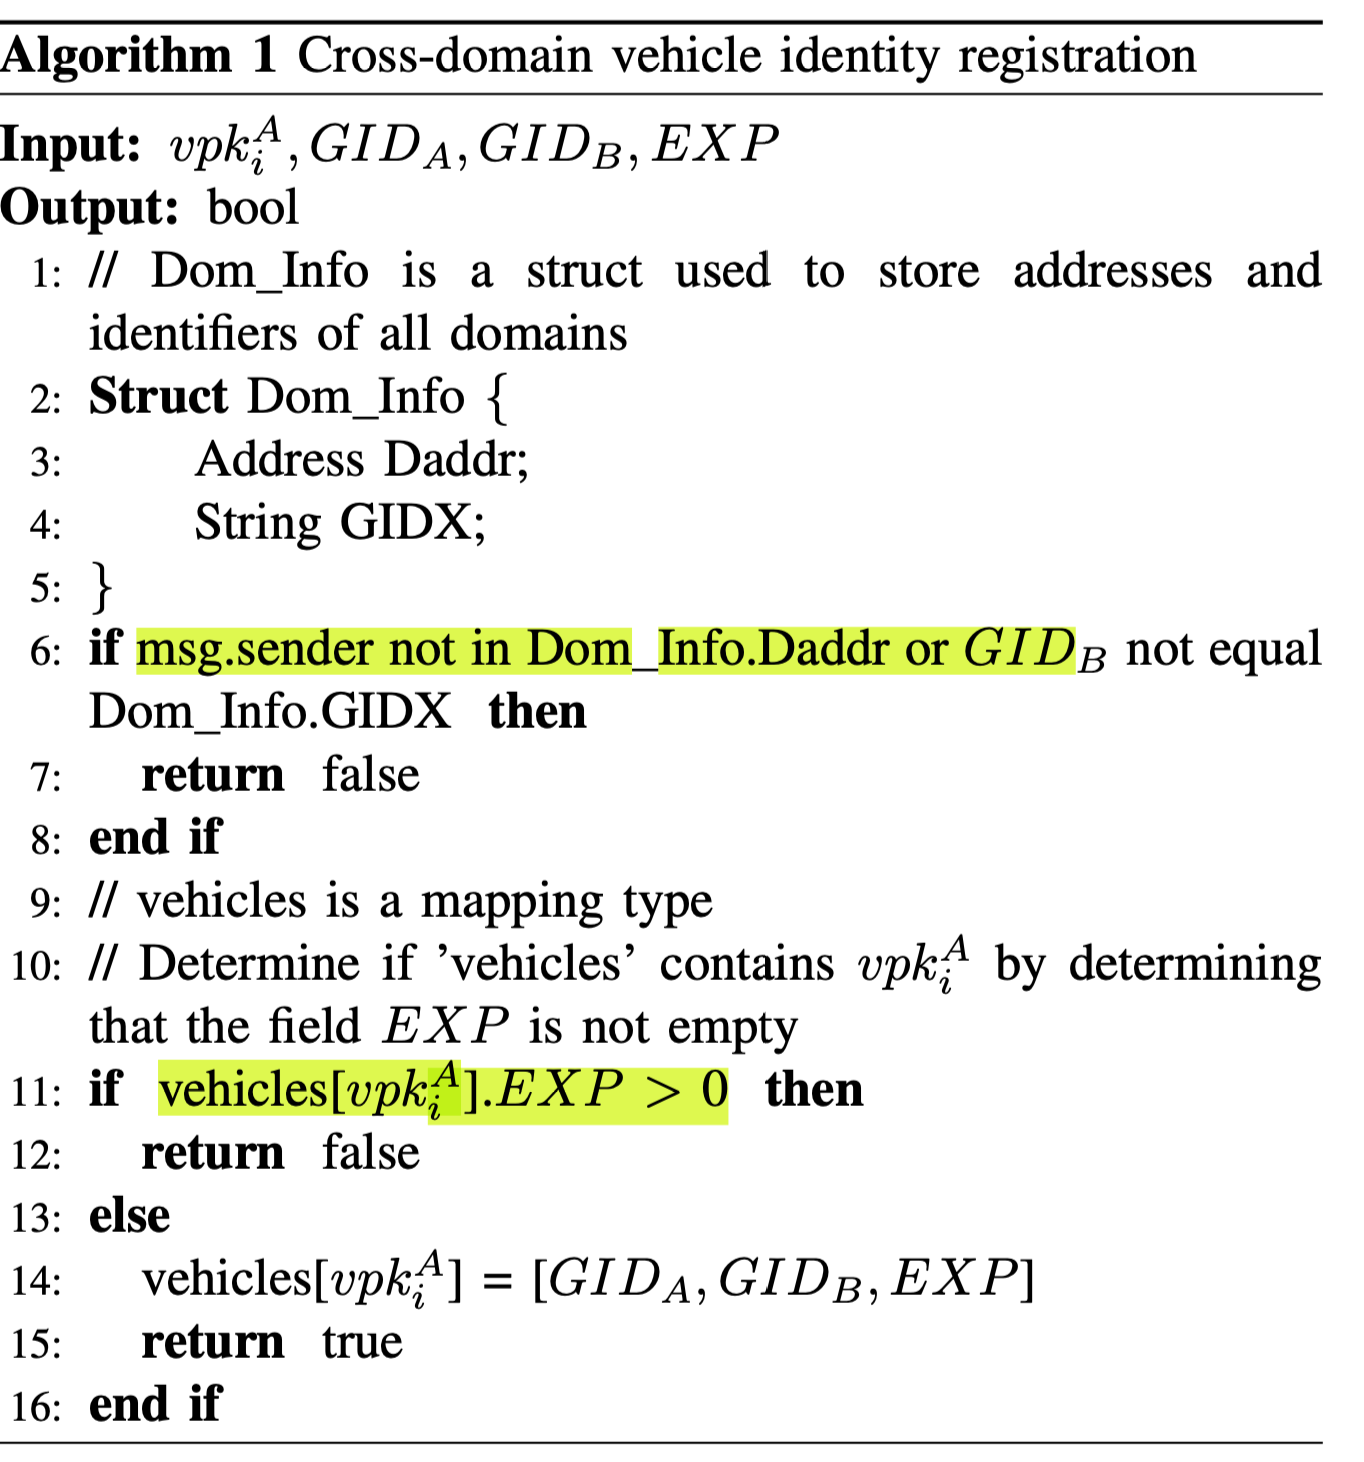 Algorithm 1 Cross-domain vehicle identity registration
Input: $vpk_i^A, GID_A, GID_B, EXP$
Output: bool
1: // Dom_Info is a struct used to store addresses and
identifiers of all domains
2: Struct Dom_Info {
3: Address Daddr;
4: String GIDX;
5: }
6: if msg.sender not in Dom_Info.Daddr or $GID_B$ not equal
Dom_Info.GIDX then
7: return false
8: end if
9: // vehicles is a mapping type
10: // Determine if ’vehicles’ contains $vpk_i^A$ by determining
that the field $EXP$ is not empty
11: if vehicles[$vpk_i^A$].$EXP > 0$ then
12: return false
13: else
14: vehicles[$vpk_i^A$] = [$GID_A, GID_B, EXP$]
15: return true
16: end if